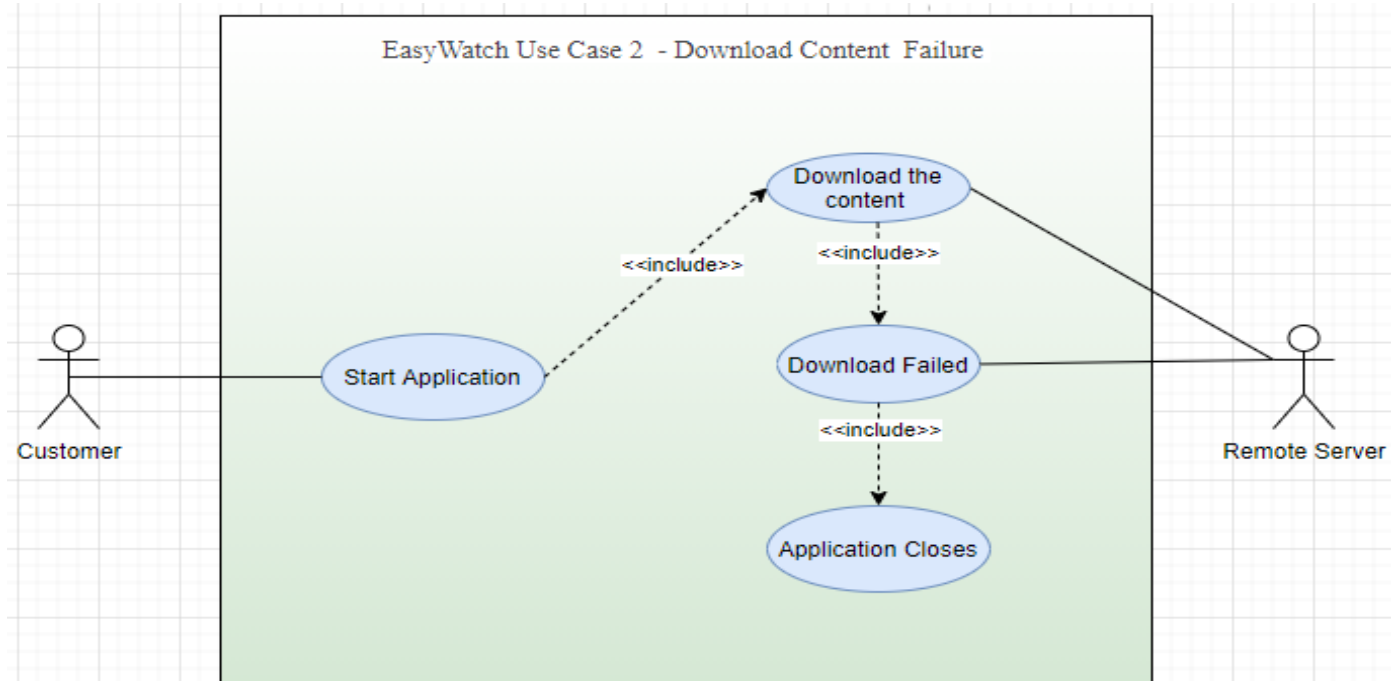 EasyWatch Use Case 2 - Download Content Failure
Download the
content
<<include>>
<<include>>
Start Application
Download Failed
Customer
Remote Server
<<include>>
Application Closes